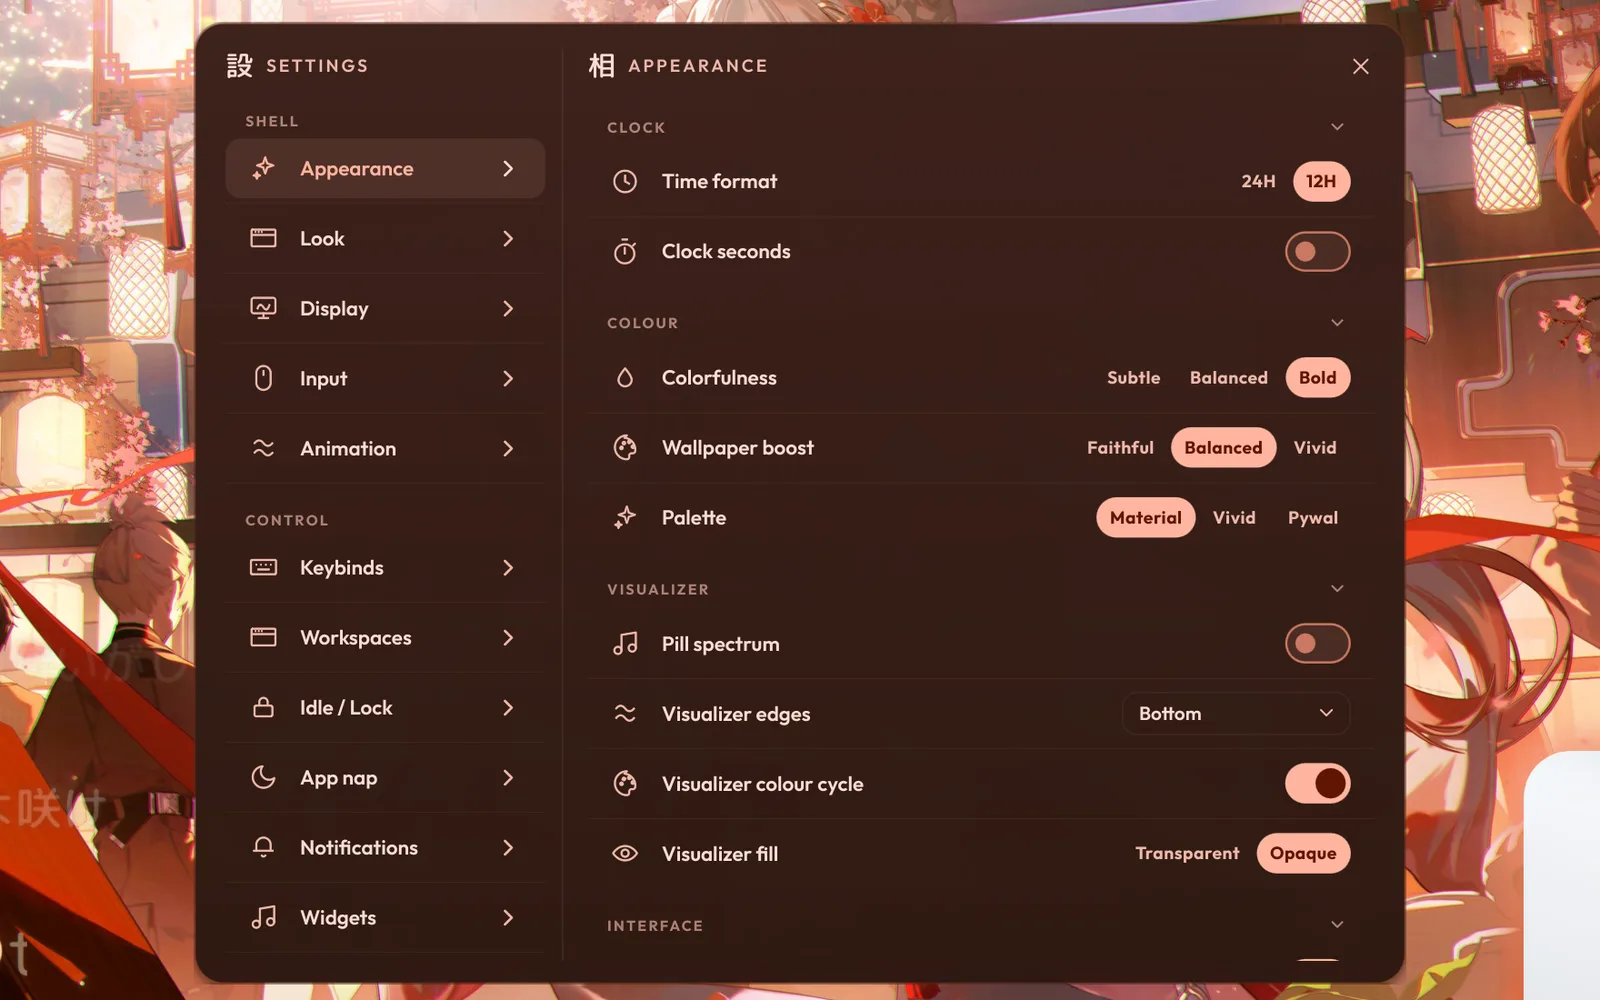 設 SETTINGS
SHELL
Appearance
Look
Display
Input
Animation
CONTROL
Keybinds
Workspaces
Idle / Lock
App nap
Notifications
Widgets
相 APPEARANCE
CLOCK
Time format 24H 12H
Clock seconds
COLOUR
Colorfulness Subtle Balanced Bold
Wallpaper boost Faithful Balanced Vivid
Palette Material Vivid Pywal
VISUALIZER
Pill spectrum
Visualizer edges Bottom
Visualizer colour cycle
Visualizer fill Transparent Opaque
INTERFACE